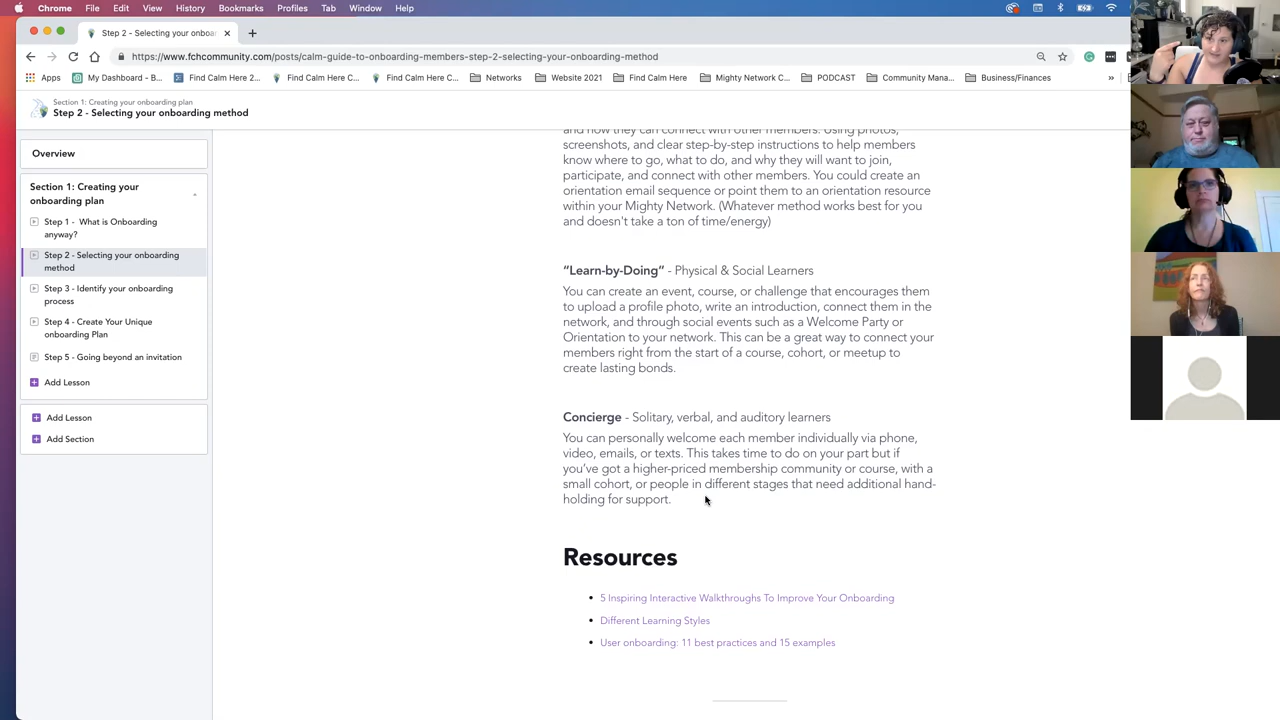 Chrome File Edit View History Bookmarks Profiles Tab Window Help
Step 2 - Selecting your onboar
https://www.fchcommunity.com/posts/calm-guide-to-onboarding-members-step-2-selecting-your-onboarding-method
Apps My Dashboard - B... Find Calm Here 2... Find Calm Here C... Find Calm Here C... Networks Website 2021 Find Calm Here Mighty Network C... PODCAST Community Mana... Business/Finances »
Section 1: Creating your onboarding plan
Step 2 - Selecting your onboarding method
Overview
Section 1: Creating your
onboarding plan
Step 1 - What is Onboarding
anyway?
Step 2 - Selecting your onboarding
method
Step 3 - Identify your onboarding
process
Step 4 - Create Your Unique
onboarding Plan
Step 5 - Going beyond an invitation
Add Lesson
Add Lesson
Add Section
and how they can connect with other members. Using photos,
screenshots, and clear step-by-step instructions to help members
know where to go, what to do, and why they will want to join,
participate, and connect with other members. You could create an
orientation email sequence or point them to an orientation resource
within your Mighty Network. (Whatever method works best for you
and doesn't take a ton of time/energy)
“Learn-by-Doing” - Physical & Social Learners
You can create an event, course, or challenge that encourages them
to upload a profile photo, write an introduction, connect them in the
network, and through social events such as a Welcome Party or
Orientation to your network. This can be a great way to connect your
members right from the start of a course, cohort, or meetup to
create lasting bonds.
Concierge - Solitary, verbal, and auditory learners
You can personally welcome each member individually via phone,
video, emails, or texts. This takes time to do on your part but if
you’ve got a higher-priced membership community or course, with a
small cohort, or people in different stages that need additional hand-
holding for support.
Resources
5 Inspiring Interactive Walkthroughs To Improve Your Onboarding
Different Learning Styles
User onboarding: 11 best practices and 15 examples